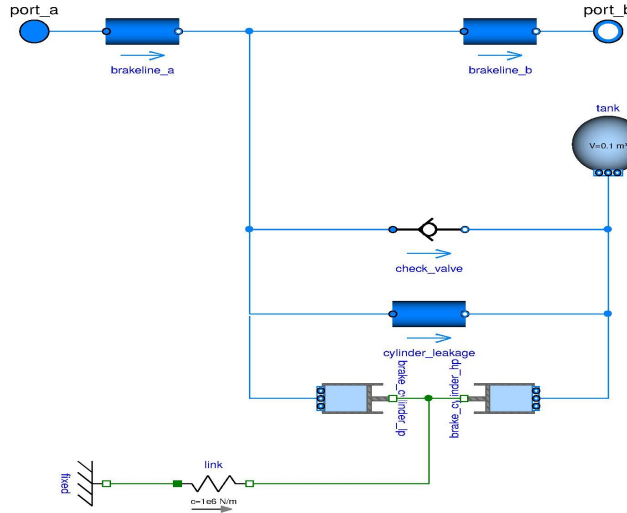 port_a
port_b
brakeline_a
brakeline_b
tank
V=0.1 m³
check_valve
cylinder_leakage
brake_cylinder_lp
brake_cylinder_hp
link
fixed
c=1e6 N/m